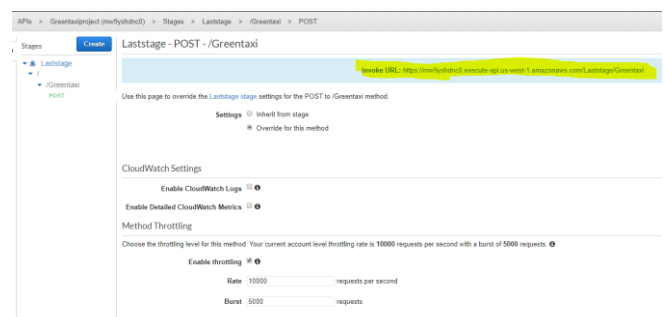 APIs > Greentaxiproject (mw9yshdnc0) > Stages > Laststage > /Greentaxi > POST
Stages Create
Laststage - POST - /Greentaxi
Laststage
/
/Greentaxi
POST
Invoke URL: https://mw9yshdnc0.execute-api.us-west-1.amazonaws.com/Laststage/Greentaxi
Use this page to override the Laststage stage settings for the POST to /Greentaxi method.
Settings Inherit from stage
Override for this method
CloudWatch Settings
Enable CloudWatch Logs
Enable Detailed CloudWatch Metrics
Method Throttling
Choose the throttling level for this method. Your current account level throttling rate is 10000 requests per second with a burst of 5000 requests.
Enable throttling
Rate 10000 requests per second
Burst 5000 requests